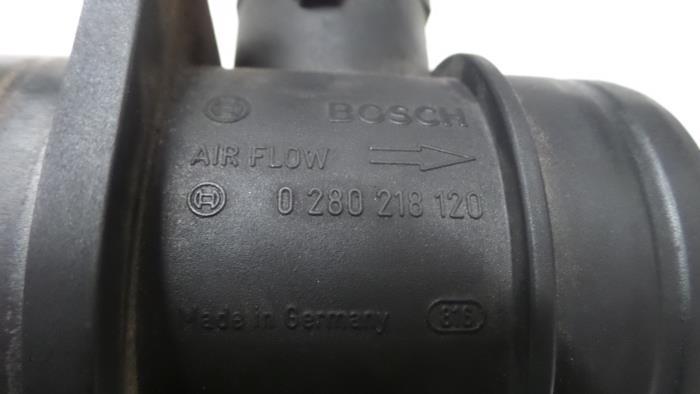 BOSCH
AIR FLOW
0 280 218 120
Made in Germany 816